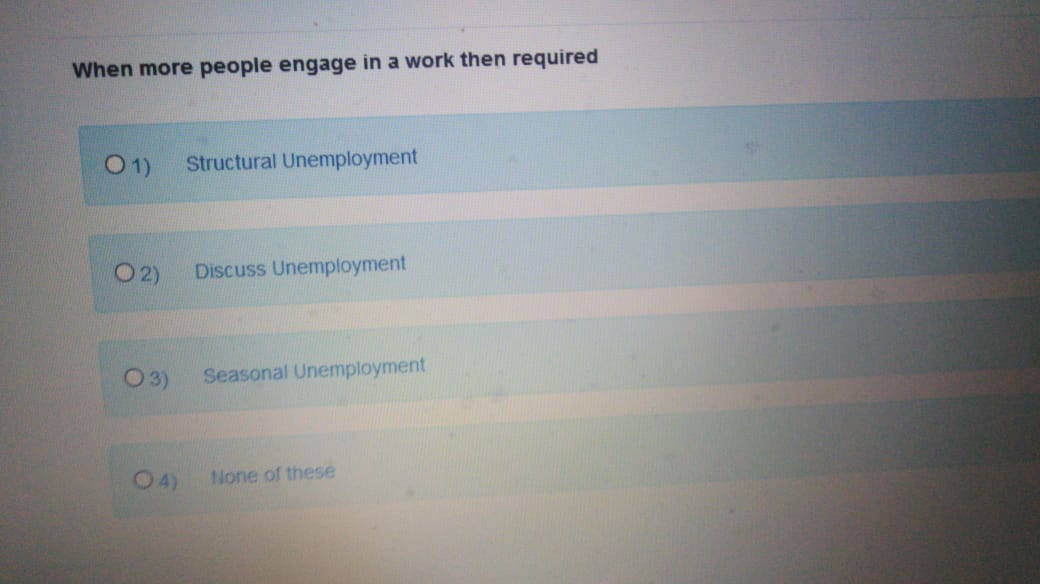 When more people engage in a work then required
1) Structural Unemployment
2) Discuss Unemployment
3) Seasonal Unemployment
4) None of these